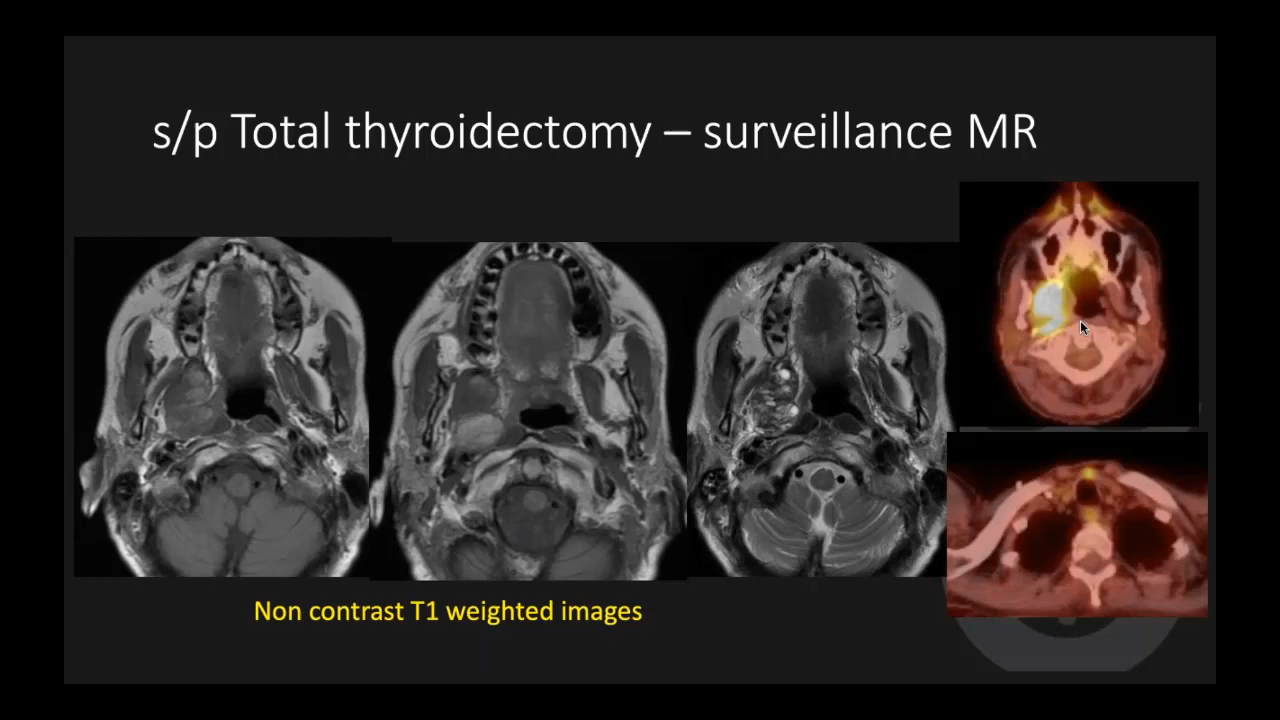 s/p Total thyroidectomy – surveillance MR
Non contrast T1 weighted images